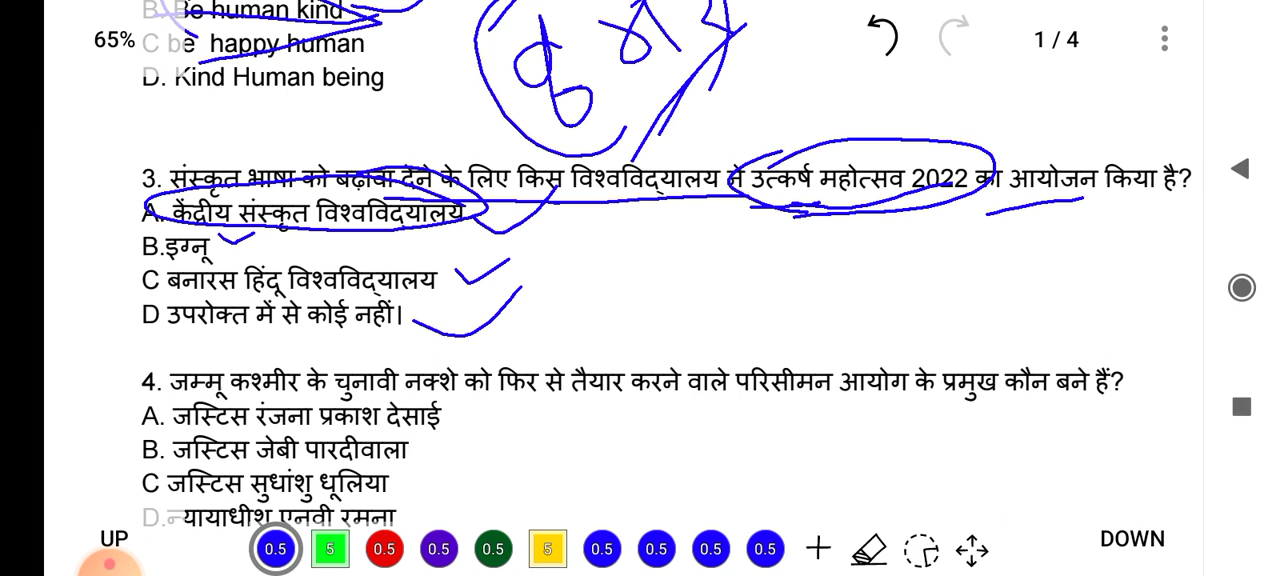 B. Be human kind
65% C be happy human 1 / 4
D. Kind Human being
3. संस्कृत भाषा को बढ़ावा देने के लिए किस विश्वविद्यालय ने उत्कर्ष महोत्सव 2022 का आयोजन किया है?
A. केंद्रीय संस्कृत विश्वविद्यालय
B.इग्नू
C बनारस हिंदू विश्वविद्यालय
D उपरोक्त में से कोई नहीं।
4. जम्मू कश्मीर के चुनावी नक्शे को फिर से तैयार करने वाले परिसीमन आयोग के प्रमुख कौन बने हैं?
A. जस्टिस रंजना प्रकाश देसाई
B. जस्टिस जेबी पारदीवाला
C जस्टिस सुधांशु धूलिया
D.न्यायाधीश एनवी रमना
UP 0.5 5 0.5 0.5 0.5 5 0.5 0.5 0.5 0.5 DOWN